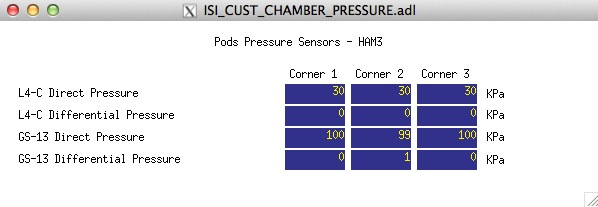 ISI_CUST_CHAMBER_PRESSURE.adl
Pods Pressure Sensors - HAM3
Corner 1 Corner 2 Corner 3
L4-C Direct Pressure 30 30 30 KPa
L4-C Differential Pressure 0 0 0 KPa
GS-13 Direct Pressure 100 99 100 KPa
GS-13 Differential Pressure 0 1 0 KPa